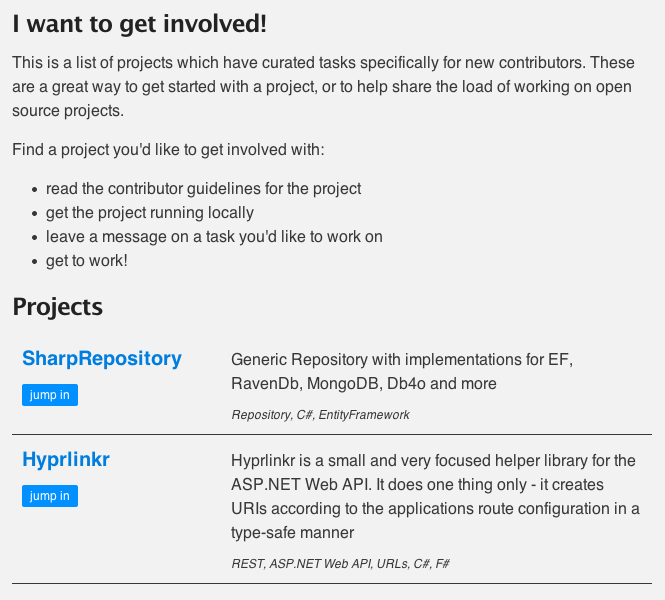 I want to get involved!
This is a list of projects which have curated tasks specifically for new contributors. These
are a great way to get started with a project, or to help share the load of working on open
source projects.
Find a project you'd like to get involved with:
• read the contributor guidelines for the project
• get the project running locally
• leave a message on a task you'd like to work on
• get to work!
Projects
SharpRepository
jump in
Generic Repository with implementations for EF,
RavenDb, MongoDB, Db4o and more
Repository, C#, EntityFramework
Hyprlinkr
jump in
Hyprlinkr is a small and very focused helper library for the
ASP.NET Web API. It does one thing only - it creates
URIs according to the applications route configuration in a
type-safe manner
REST, ASP.NET Web API, URLs, C#, F#